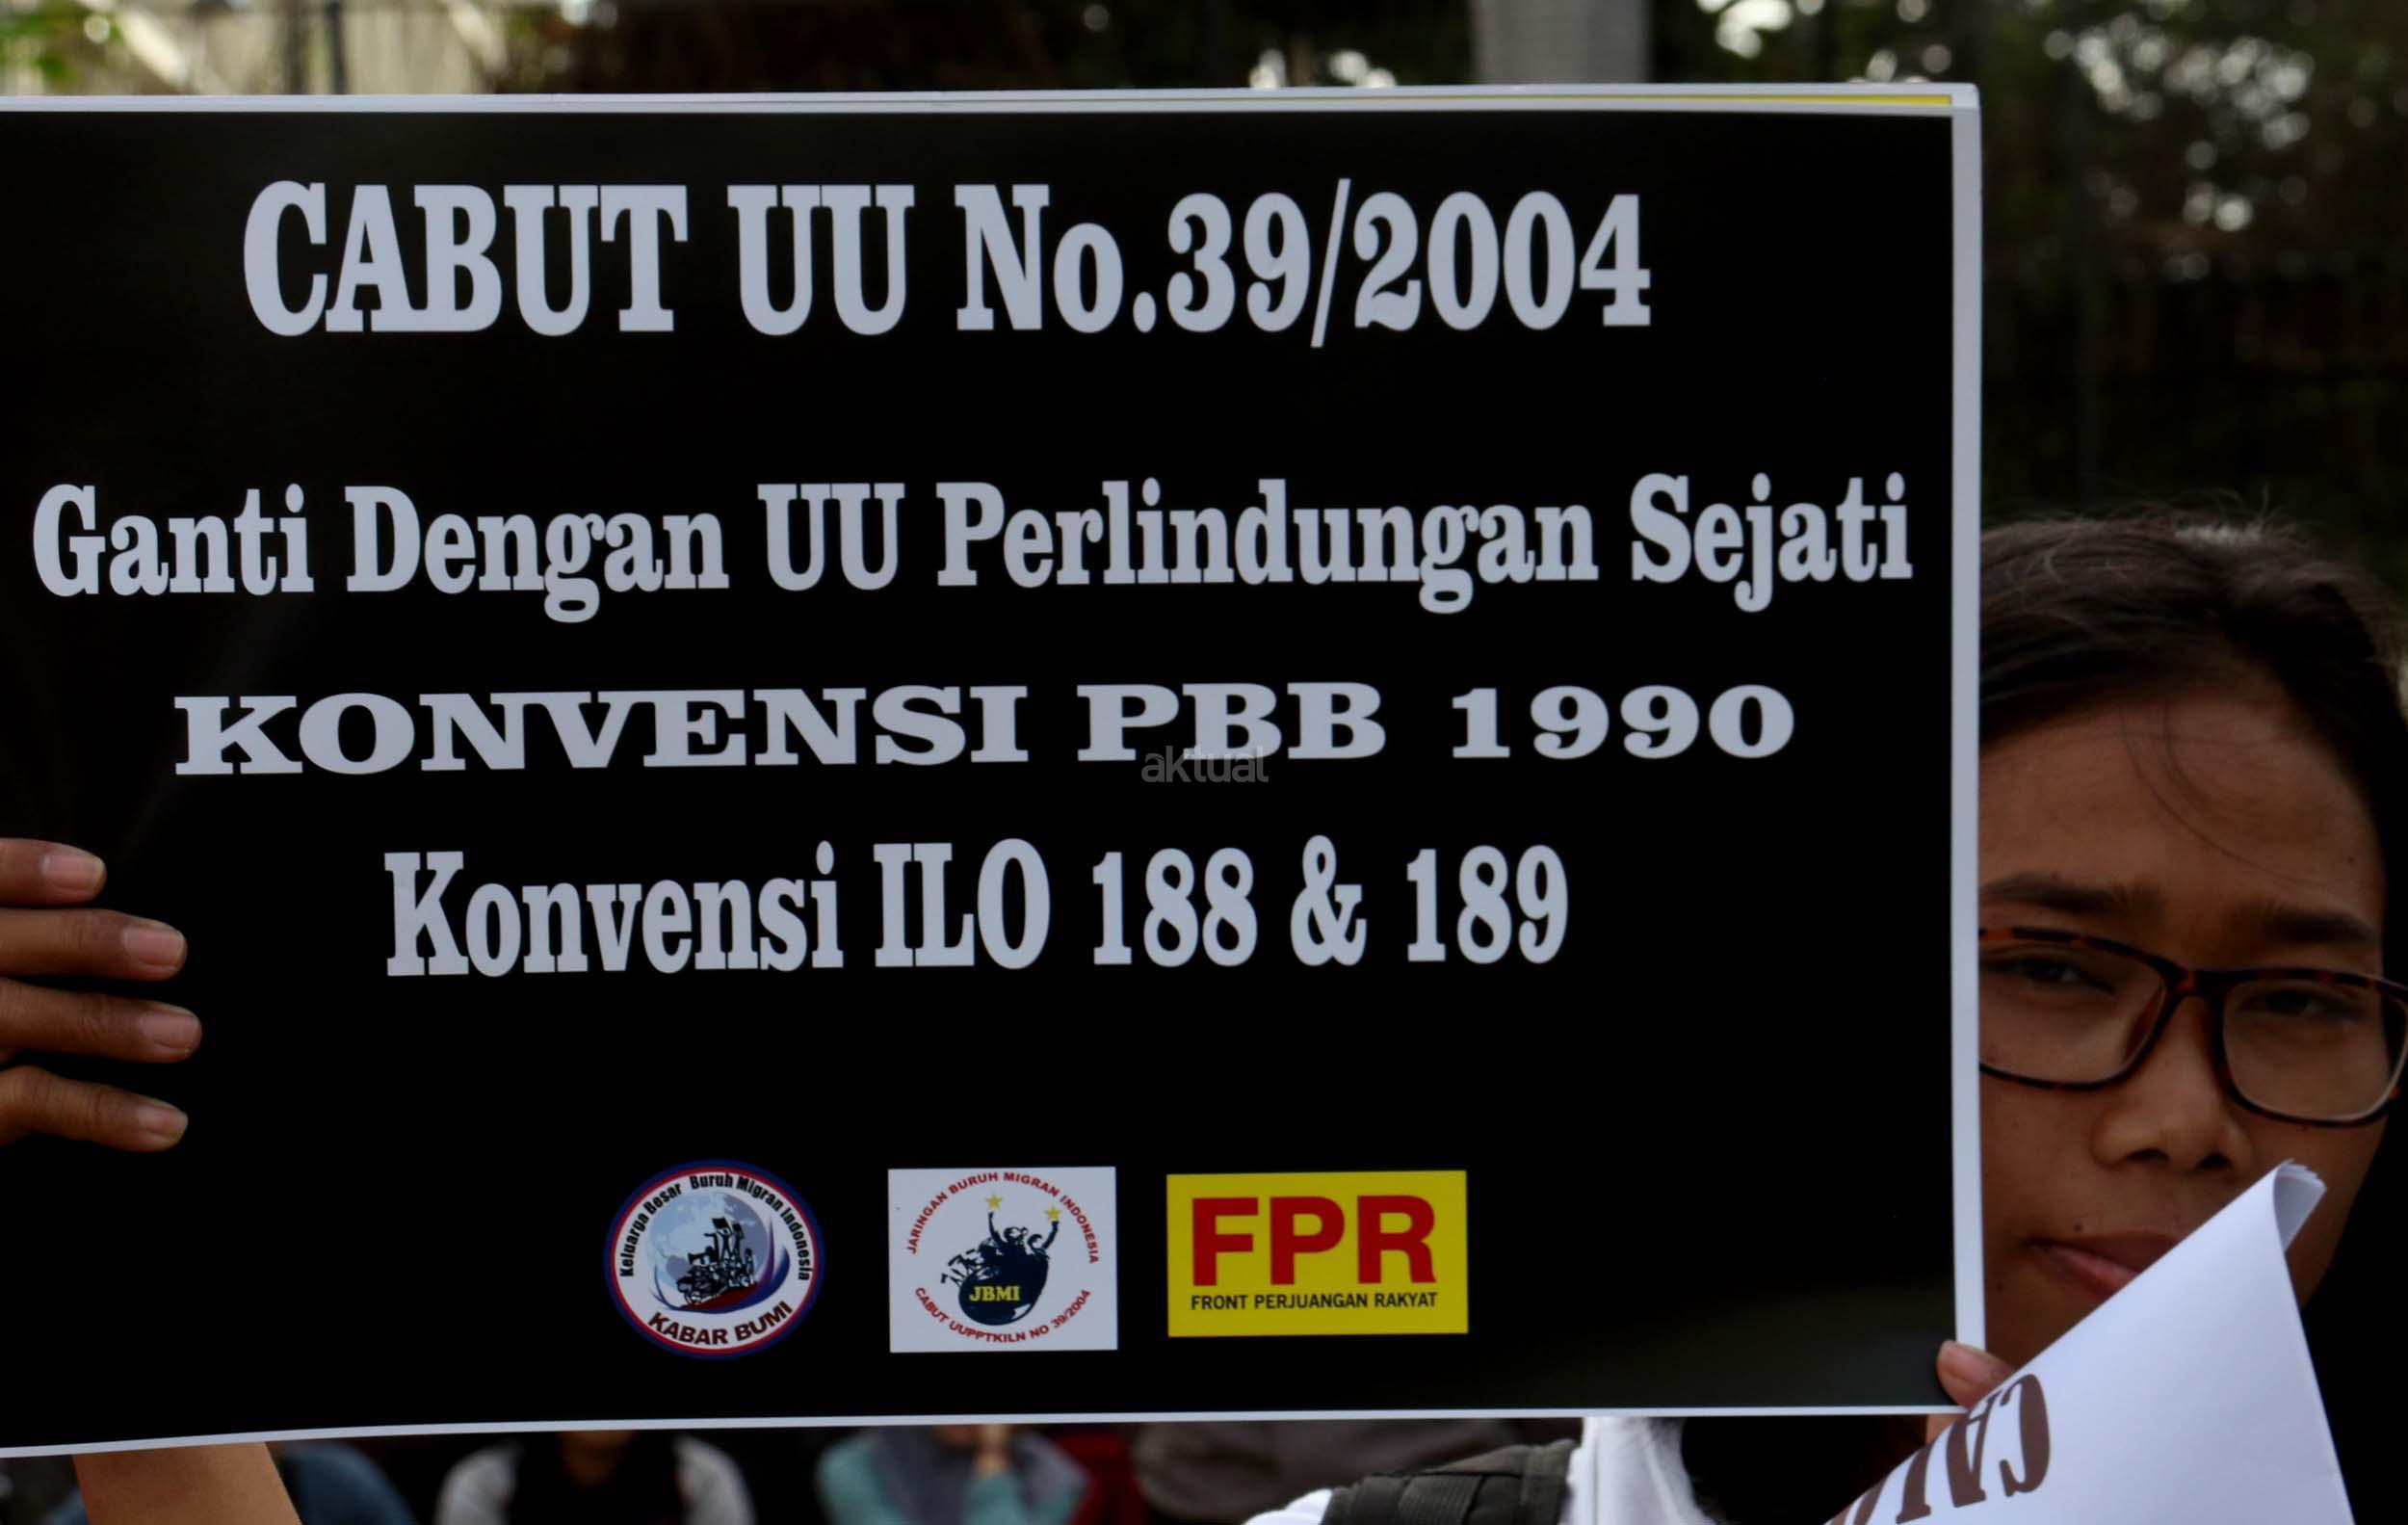 CABUT UU No.39/2004
Ganti Dengan UU Perlindungan Sejati
KONVENSI PBB 1990
aktual
Konvensi ILO 188 & 189
Keluarga Besar Buruh Migran Indonesia
KABAR BUMI
JARINGAN BURUH MIGRAN INDONESIA
JBMI
CABUT UUPPTKILN NO 39/2004
FPR
FRONT PERJUANGAN RAKYAT